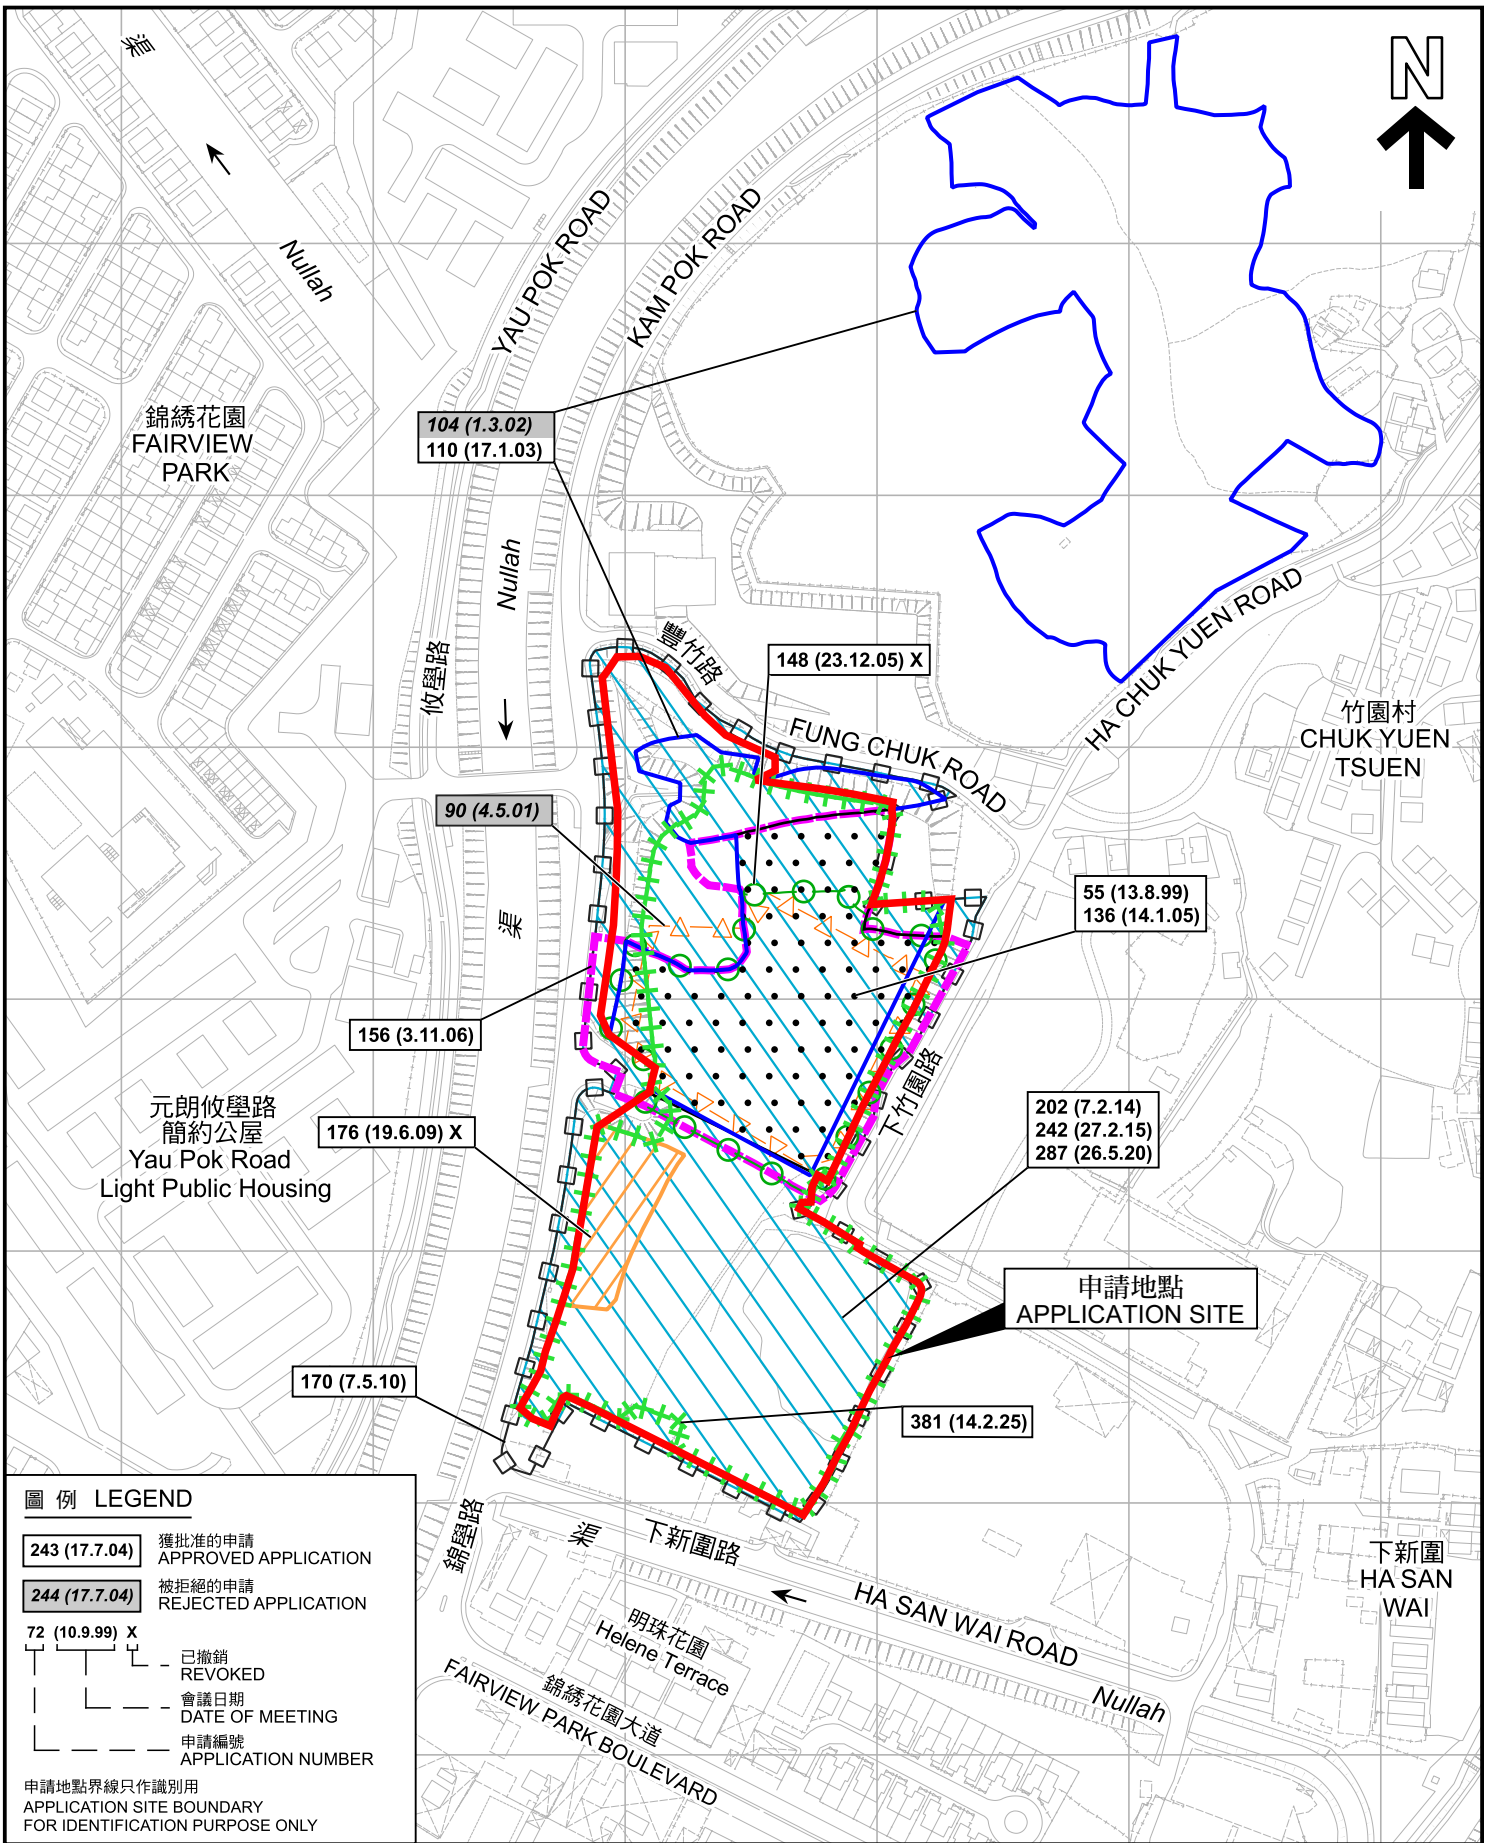 渠
N
Nullah
YAU POK ROAD
KAM POK ROAD
錦綉花園
FAIRVIEW
PARK
104 (1.3.02)
110 (17.1.03)
Nullah
攸壆路
豐竹路
148 (23.12.05) X
FUNG CHUK ROAD
HA CHUK YUEN ROAD
竹園村
CHUK YUEN
TSUEN
90 (4.5.01)
渠
55 (13.8.99)
136 (14.1.05)
156 (3.11.06)
下竹園路
元朗攸壆路
簡約公屋
Yau Pok Road
Light Public Housing
176 (19.6.09) X
202 (7.2.14)
242 (27.2.15)
287 (26.5.20)
申請地點
APPLICATION SITE
170 (7.5.10)
381 (14.2.25)
錦壆路
渠
下新圍路
HA SAN WAI ROAD
下新圍
HA SAN
WAI
明珠花園
Helene Terrace
錦綉花園大道
FAIRVIEW PARK BOULEVARD
Nullah
圖 例 LEGEND
243 (17.7.04)
獲批准的申請
APPROVED APPLICATION
244 (17.7.04)
被拒絕的申請
REJECTED APPLICATION
72 (10.9.99) X
已撤銷
REVOKED
會議日期
DATE OF MEETING
申請編號
APPLICATION NUMBER
申請地點界線只作識別用
APPLICATION SITE BOUNDARY
FOR IDENTIFICATION PURPOSE ONLY